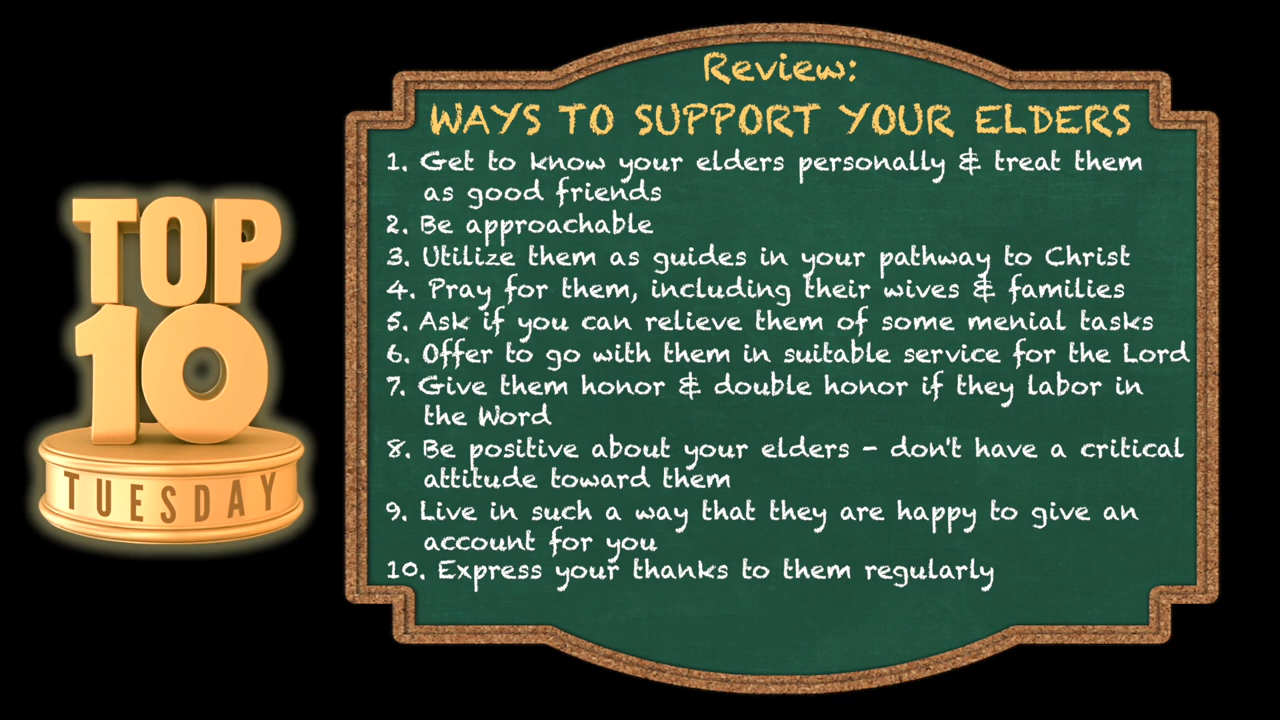 TOP
10
TUESDAY
Review:
WAYS TO SUPPORT YOUR ELDERS
1. Get to know your elders personally & treat them
as good friends
2. Be approachable
3. Utilize them as guides in your pathway to Christ
4. Pray for them, including their wives & families
5. Ask if you can relieve them of some menial tasks
6. Offer to go with them in suitable service for the Lord
7. Give them honor & double honor if they labor in
the Word
8. Be positive about your elders - don't have a critical
attitude toward them
9. Live in such a way that they are happy to give an
account for you
10. Express your thanks to them regularly